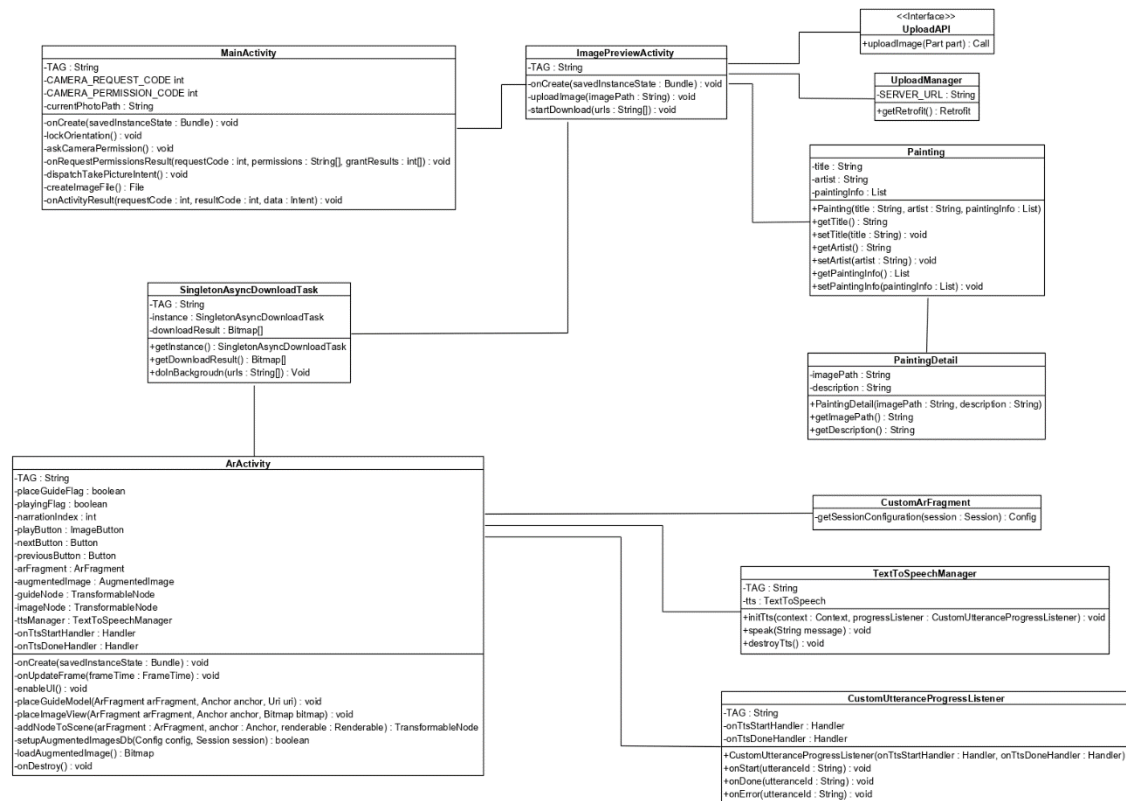 MainActivity
-TAG : String
-CAMERA_REQUEST_CODE int
-CAMERA_PERMISSION_CODE int
-currentPhotoPath : String
-onCreate(savedInstanceState : Bundle) : void
-lockOrientation() : void
-askCameraPermission() : void
-onRequestPermissionsResult(requestCode : int, permissions : String[], grantResults : int[]) : void
-dispatchTakePictureIntent() : void
-createImageFile() : File
-onActivityResult(requestCode : int, resultCode : int, data : Intent) : void
ImagePreviewActivity
-TAG : String
-onCreate(savedInstanceState : Bundle) : void
-uploadImage(imagePath : String) : void
-startDownload(urls : String[]) : void
<<Interface>>
UploadAPI
+uploadImage(Part part) : Call
UploadManager
-SERVER_URL : String
+getRetrofit() : Retrofit
Painting
-title : String
-artist : String
-paintingInfo : List
+Painting(title : String, artist : String, paintingInfo : List)
+getTitle() : String
+setTitle(title : String) : void
+getArtist() : String
+setArtist(artist : String) : void
+getPaintingInfo() : List
+setPaintingInfo(paintingInfo : List) : void
SingletonAsyncDownloadTask
-TAG : String
-instance : SingletonAsyncDownloadTask
-downloadResult : Bitmap[]
+getInstance() : SingletonAsyncDownloadTask
+getDownloadResult() : Bitmap[]
+doInBackgroudn(urls : String[]) : Void
PaintingDetail
-imagePath : String
-description : String
+PaintingDetail(imagePath : String, description : String)
+getImagePath() : String
+getDescription() : String
ArActivity
-TAG : String
-placeGuideFlag : boolean
-playingFlag : boolean
-narrationIndex : int
-playButton : ImageButton
-nextButton : Button
-previousButton : Button
-arFragment : ArFragment
-augmentedImage : AugmentedImage
-guideNode : TransformableNode
-imageNode : TransformableNode
-ttsManager : TextToSpeechManager
-onTtsStartHandler : Handler
-onTtsDoneHandler : Handler
-onCreate(savedInstanceState : Bundle) : void
-onUpdateFrame(frameTime : FrameTime) : void
-enableUI() : void
-placeGuideModel(ArFragment arFragment, Anchor anchor, Uri uri) : void
-placeImageView(ArFragment arFragment, Anchor anchor, Bitmap bitmap) : void
-addNodeToScene(arFragment : ArFragment, anchor : Anchor, renderable : Renderable) : TransformableNode
-setupAugmentedImagesDb(Config config, Session session) : boolean
-loadAugmentedImage() : Bitmap
-onDestroy() : void
CustomArFragment
-getSessionConfiguration(session : Session) : Config
TextToSpeechManager
-TAG : String
-tts : TextToSpeech
+initTts(context : Context, progressListener : CustomUtteranceProgressListener) : void
+speak(String message) : void
+destroyTts() : void
CustomUtteranceProgressListener
-TAG : String
-onTtsStartHandler : Handler
-onTtsDoneHandler : Handler
+CustomUtteranceProgressListener(onTtsStartHandler : Handler, onTtsDoneHandler : Handler)
+onStart(utteranceId : String) : void
+onDone(utteranceId : String) : void
+onError(utteranceId : String) : void